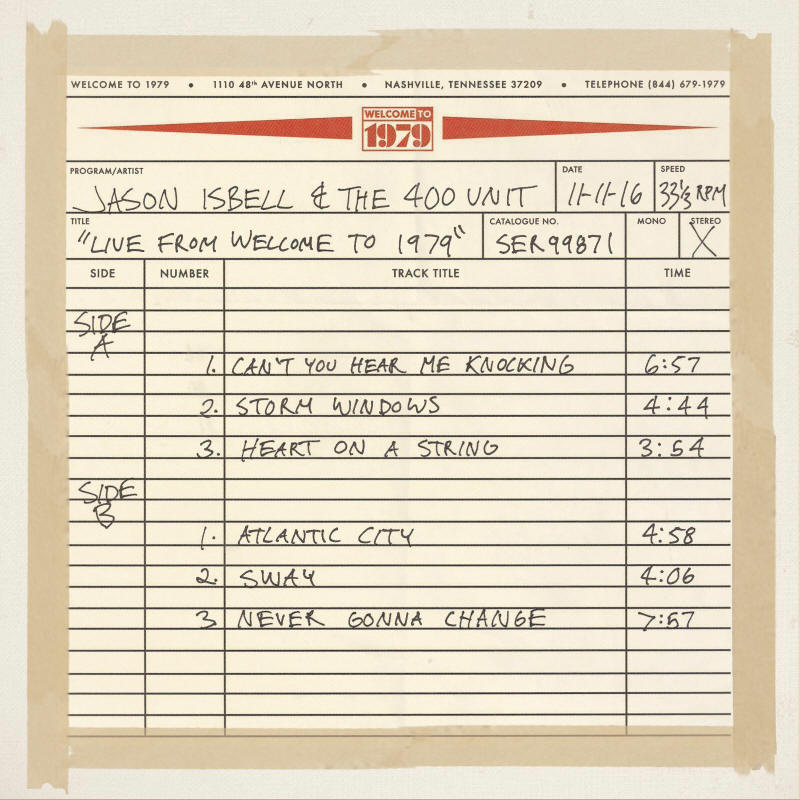 WELCOME TO 1979 • 1110 48th AVENUE NORTH • NASHVILLE, TENNESSEE 37209 • TELEPHONE (844) 679-1979
WELCOME TO
1979
PROGRAM/ARTIST DATE SPEED
JASON ISBELL & THE 400 UNIT 11-11-16 33⅓ RPM
TITLE CATALOGUE NO. MONO STEREO
"LIVE FROM WELCOME TO 1979" SER99871 X
SIDE NUMBER TRACK TITLE TIME
SIDE
A
1. CAN'T YOU HEAR ME KNOCKING 6:57
2. STORM WINDOWS 4:44
3. HEART ON A STRING 3:54
SIDE
B
1. ATLANTIC CITY 4:58
2. SWAY 4:06
3 NEVER GONNA CHANGE 7:57